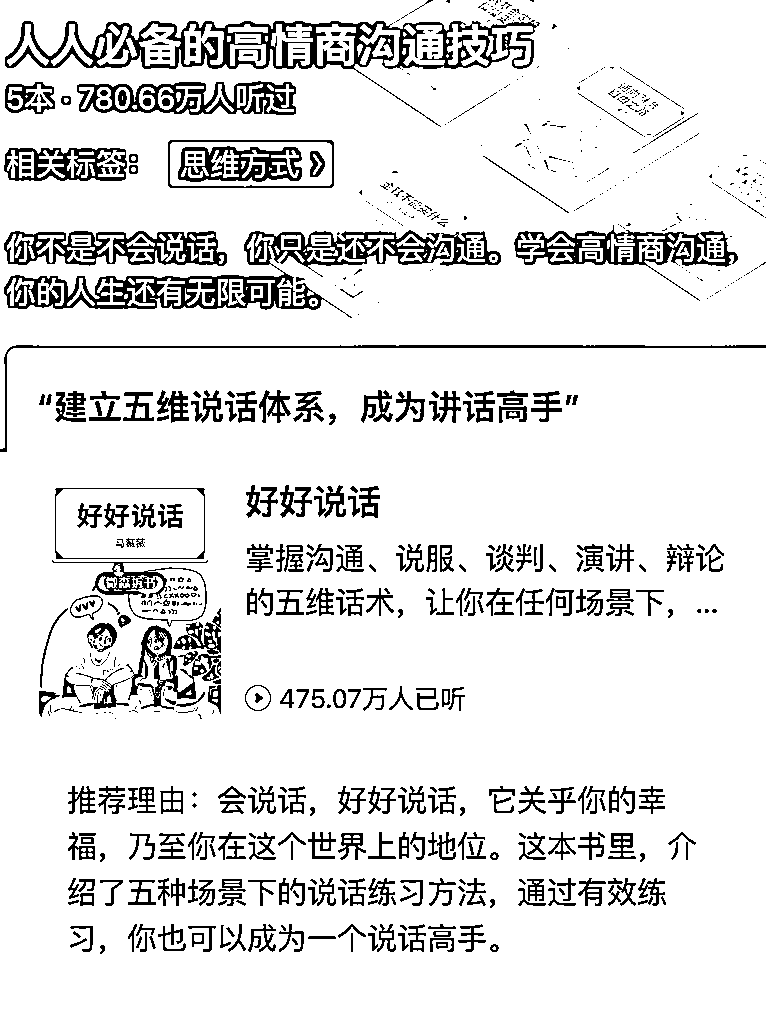 人人必备的高情商沟通技巧
5本·780.66万人听过
相关标签：
思维方式 》
你不是不会说话，你只是还不会沟通。学会高情商沟通，
你的人生还有无限可能。
“建立五维说话体系，成为讲话高手”
好好说话
马薇薇
VVV
好好说话
掌握沟通、说服、谈判、演讲、辩论
的五维话术，让你在任何场景下，...
475.07万人已听
推荐理由：会说话，好好说话，它关乎你的幸
福，乃至你在这个世界上的地位。这本书里，介
绍了五种场景下的说话练习方法，通过有效练
习，你也可以成为一个说话高手。